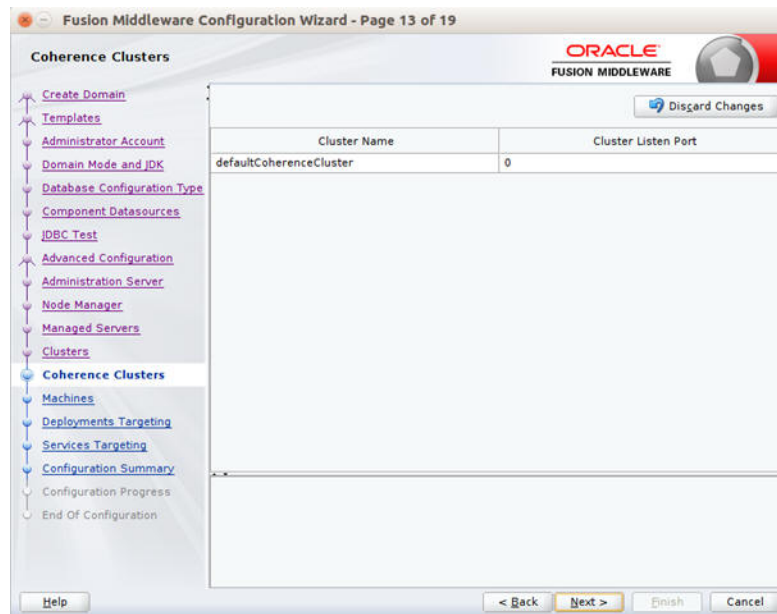 Fusion Middleware Configuration Wizard - Page 13 of 19
Coherence Clusters
ORACLE
FUSION MIDDLEWARE
Create Domain
Templates
Administrator Account
Domain Mode and JDK
Database Configuration Type
Component Datasources
JDBC Test
Advanced Configuration
Administration Server
Node Manager
Managed Servers
Clusters
Coherence Clusters
Machines
Deployments Targeting
Services Targeting
Configuration Summary
Configuration Progress
End Of Configuration
Discard Changes
Cluster Name Cluster Listen Port
defaultCoherenceCluster 0
Help < Back Next > Finish Cancel